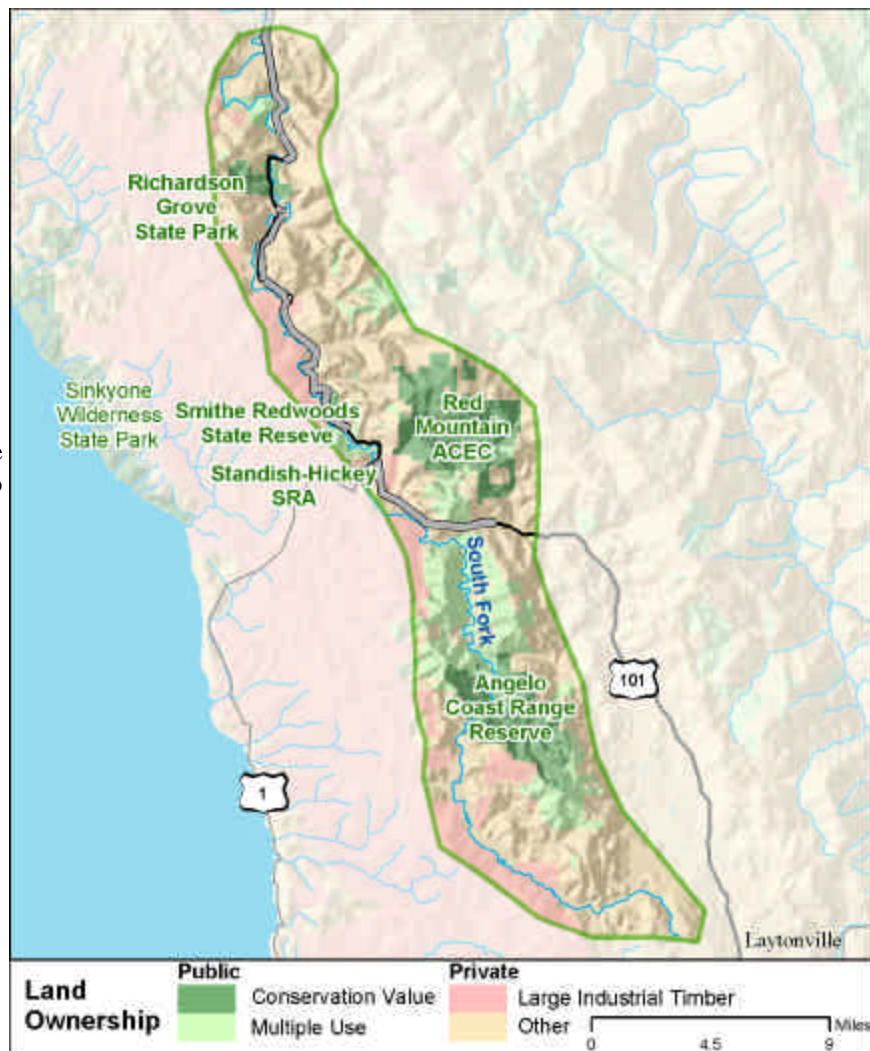 Richardson
Grove
State Park
Sinkyone
Wilderness
State Park
Smithe Redwoods
State Reseve
Standish-Hickey
SRA
Red
Mountain
ACEC
South Fork
Angelo
Coast Range
Reserve
101
1
Laytonville
Land
Ownership
Public
Conservation Value
Multiple Use
Private
Large Industrial Timber
Other
Miles
0 4.5 9